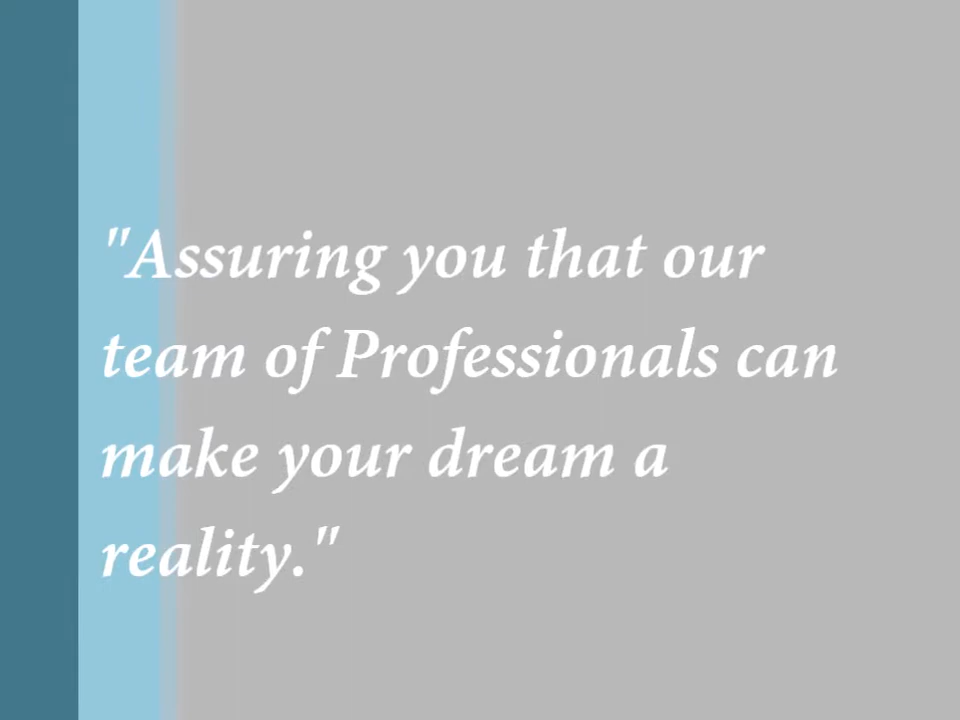 "Assuring you that our
team of Professionals can
make your dream a
reality."